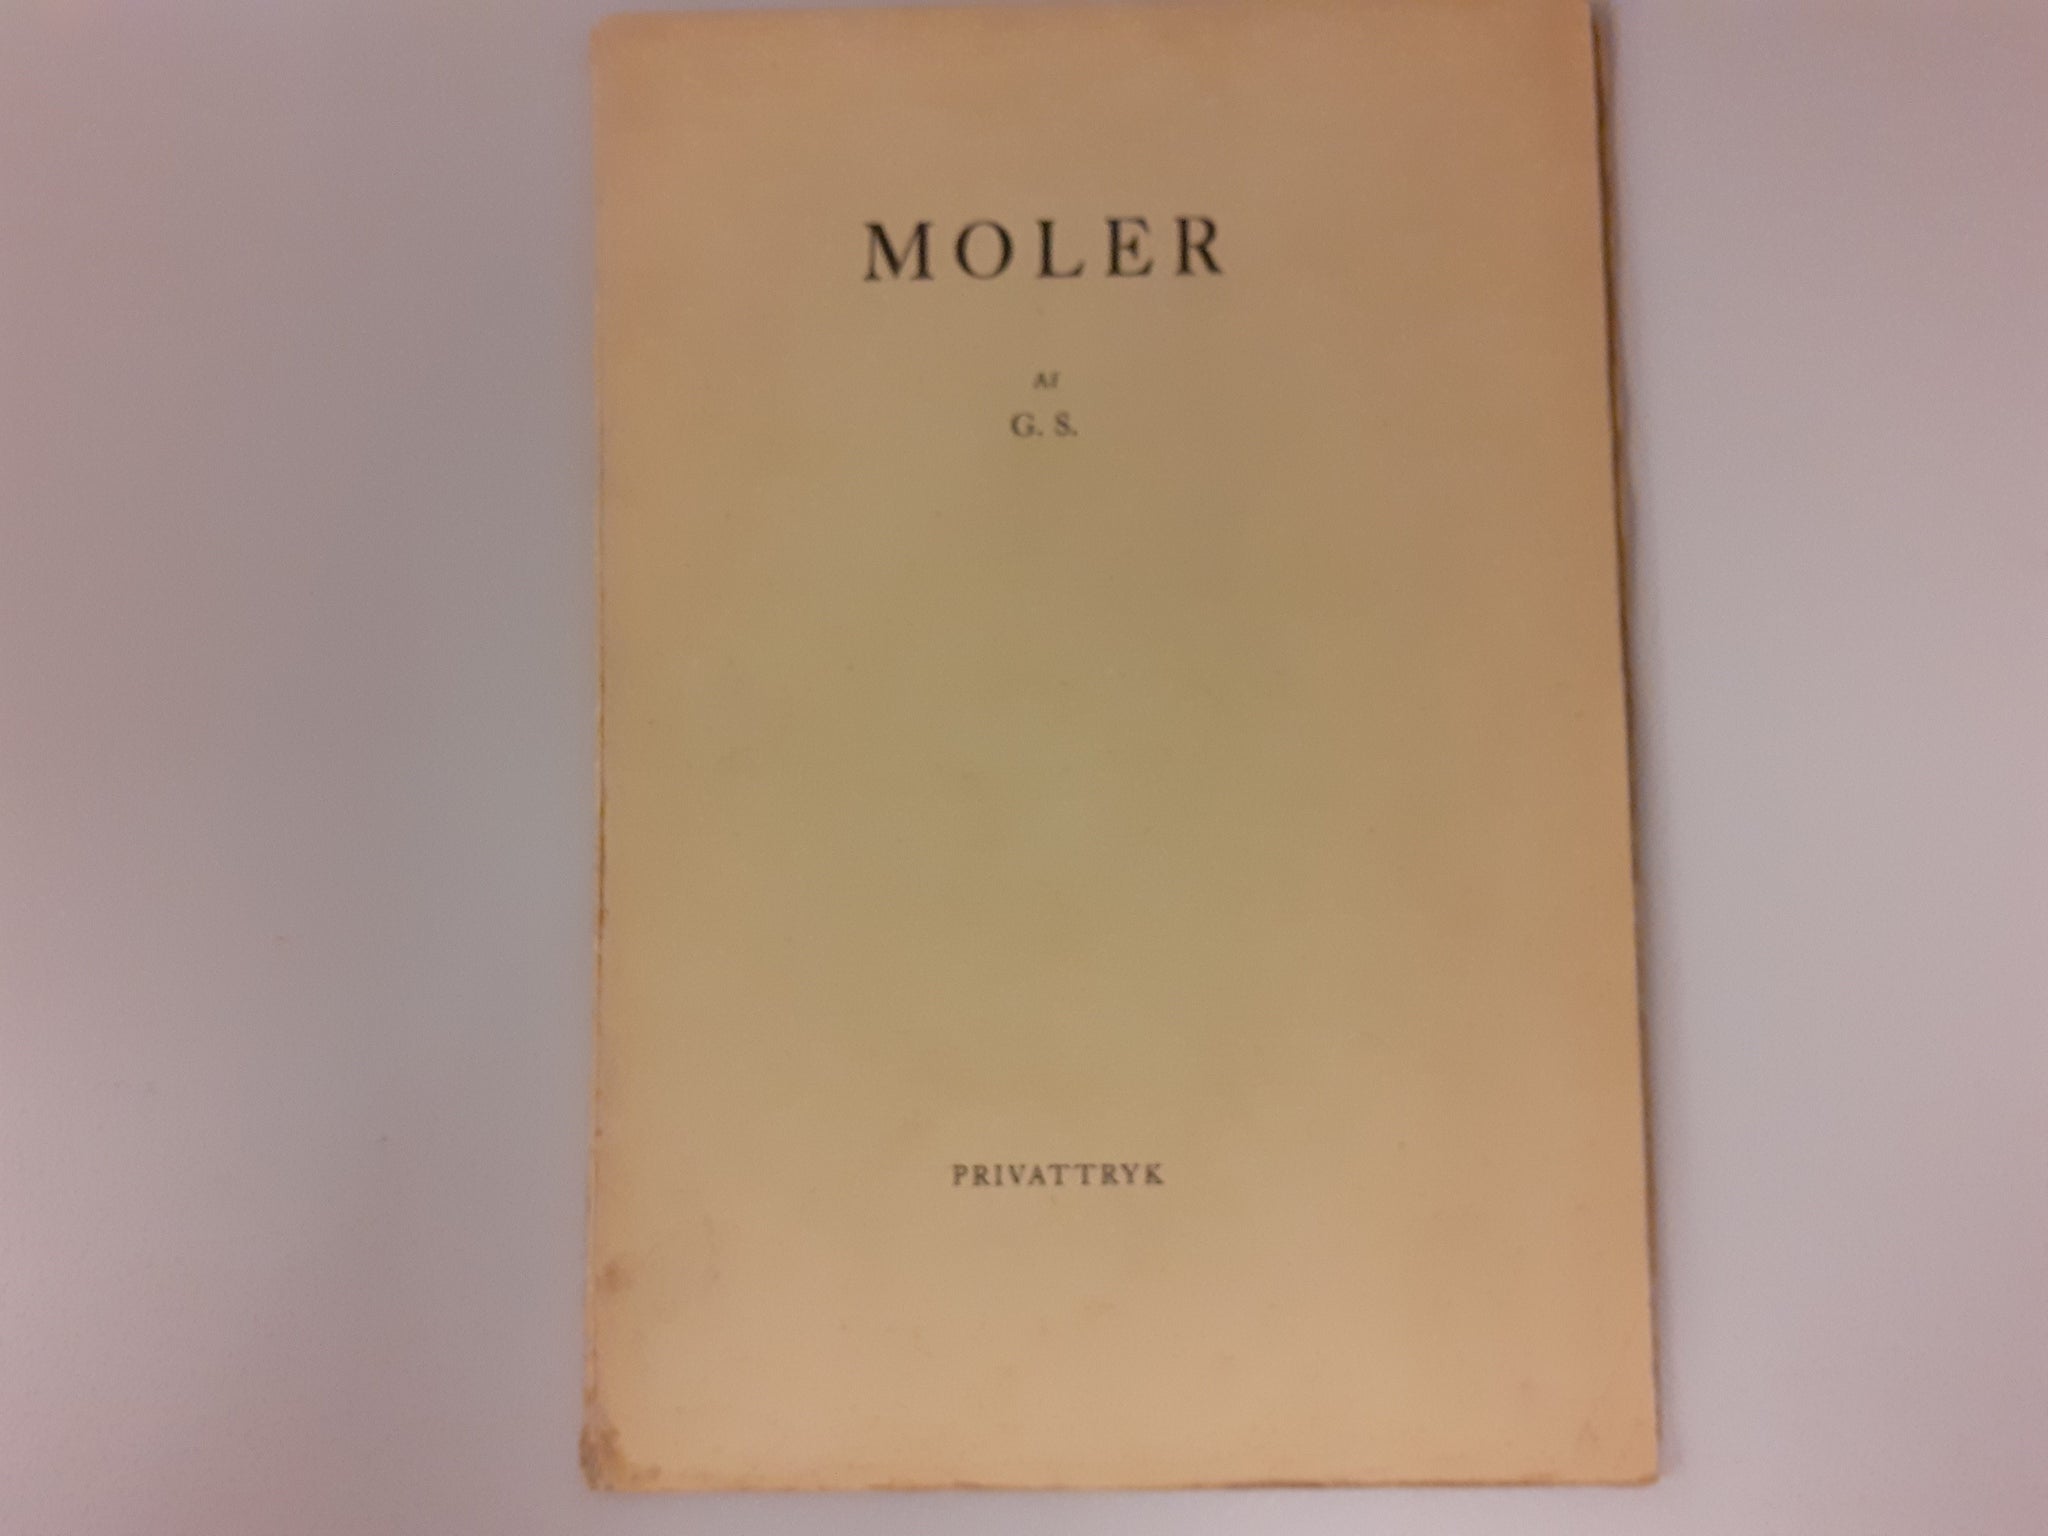 MOLER
Af
G. S.
PRIVATTRYK